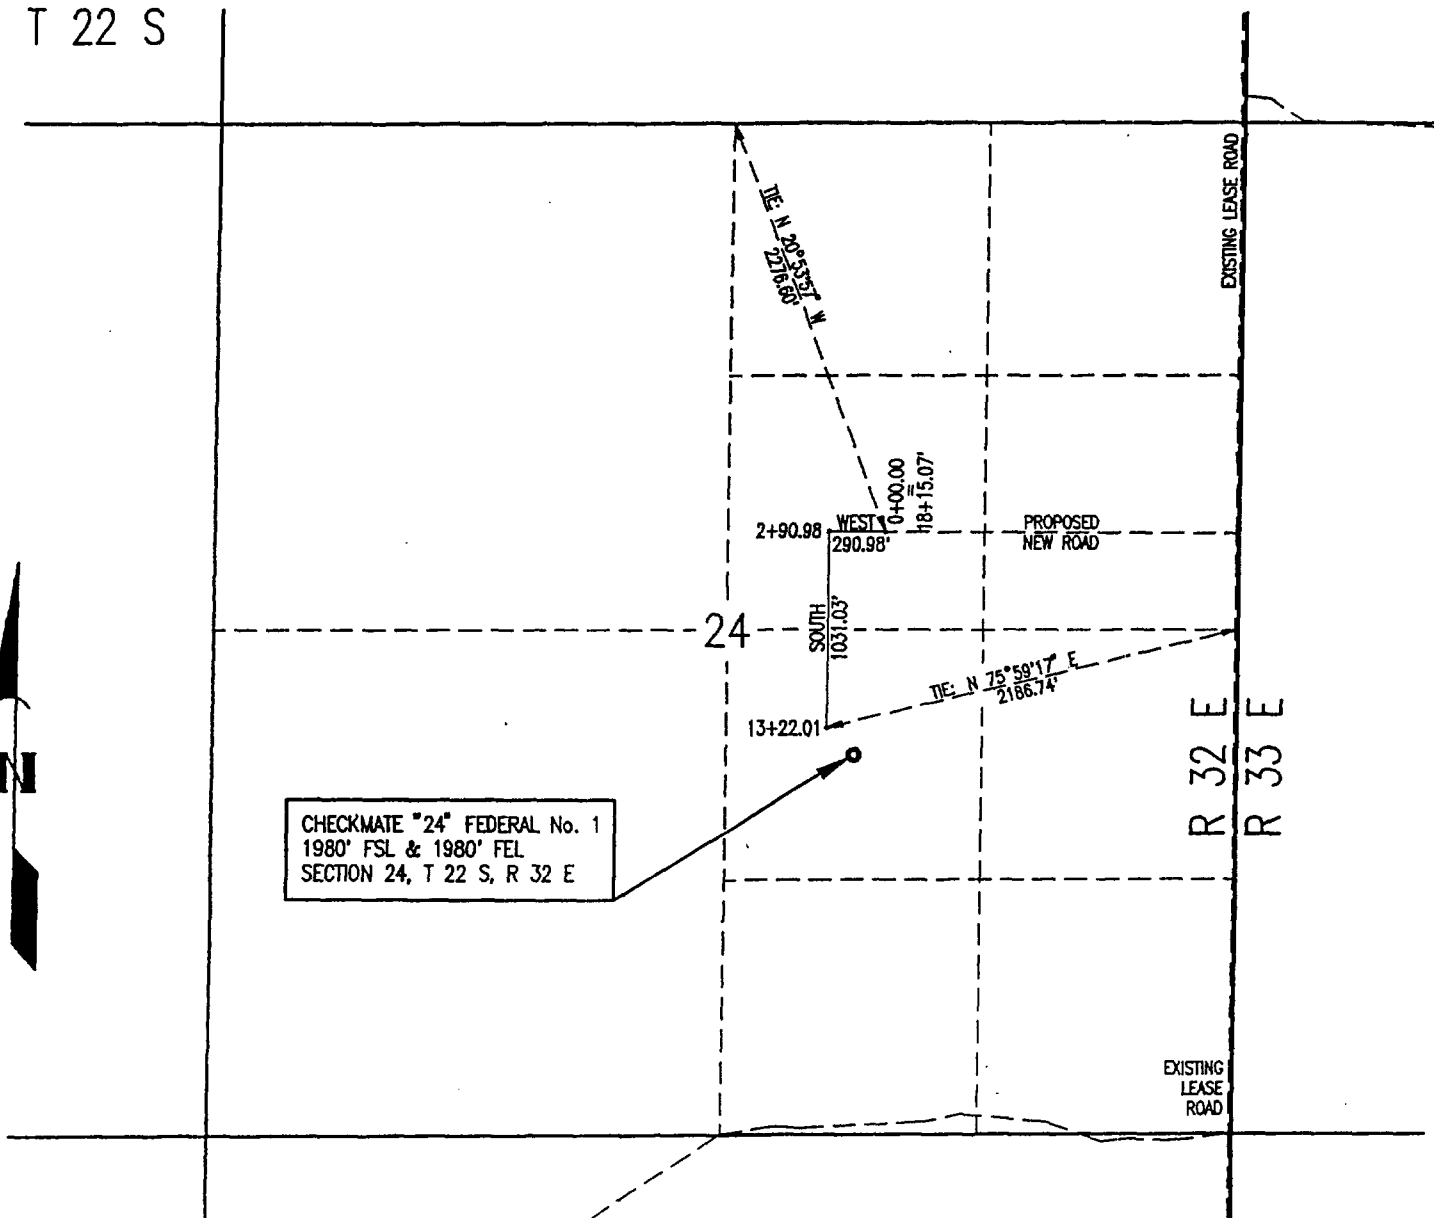 T 22 S
EXISTING LEASE ROAD
TIE: N 20°53'57" W
2276.60'
0+00.00
=
18+15.07'
2+90.98
WEST
290.98'
PROPOSED
NEW ROAD
SOUTH
1031.03'
24
TIE: N 75°59'17" E
2186.74'
13+22.01
R 32 E
R 33 E
N
CHECKMATE "24" FEDERAL No. 1
1980' FSL & 1980' FEL
SECTION 24, T 22 S, R 32 E
EXISTING
LEASE
ROAD